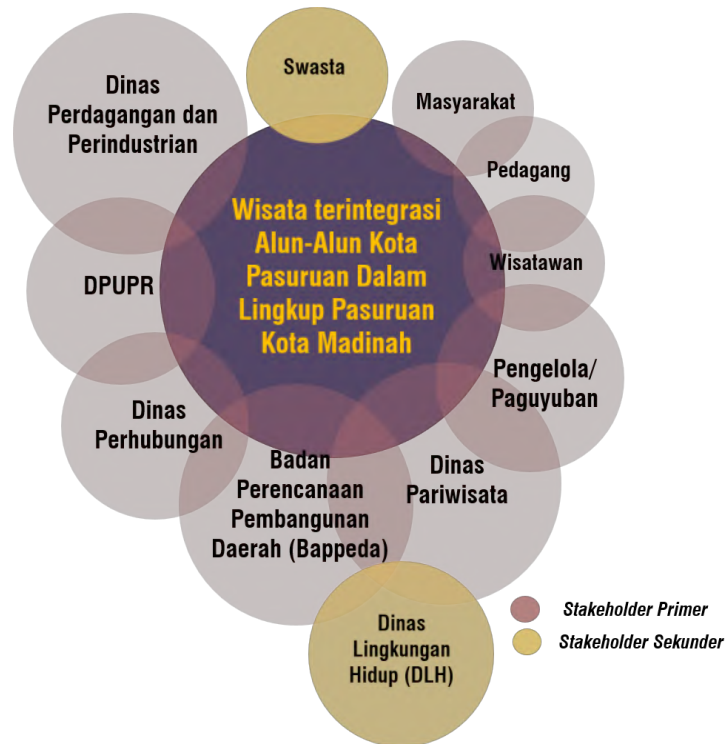 Swasta
Dinas
Perdagangan dan
Perindustrian
Masyarakat
Pedagang
Wisatawan
Wisata terintegrasi
Alun-Alun Kota
Pasuruan Dalam
Lingkup Pasuruan
Kota Madinah
DPUPR
Pengelola/
Paguyuban
Dinas
Perhubungan
Badan
Perencanaan
Pembangunan
Daerah (Bappeda)
Dinas
Pariwisata
Dinas
Lingkungan
Hidup (DLH)
Stakeholder Primer
Stakeholder Sekunder